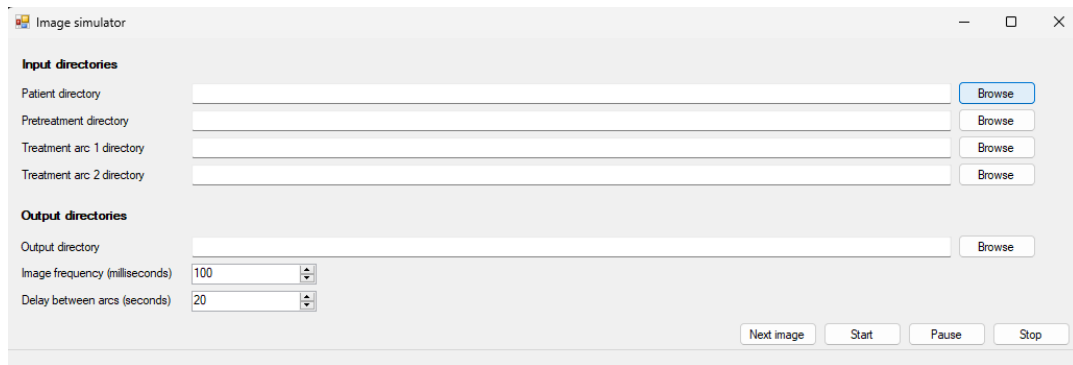 Image simulator
Input directories
Patient directory Browse
Pretreatment directory Browse
Treatment arc 1 directory Browse
Treatment arc 2 directory Browse
Output directories
Output directory Browse
Image frequency (milliseconds) 100
Delay between arcs (seconds) 20
Next image Start Pause Stop